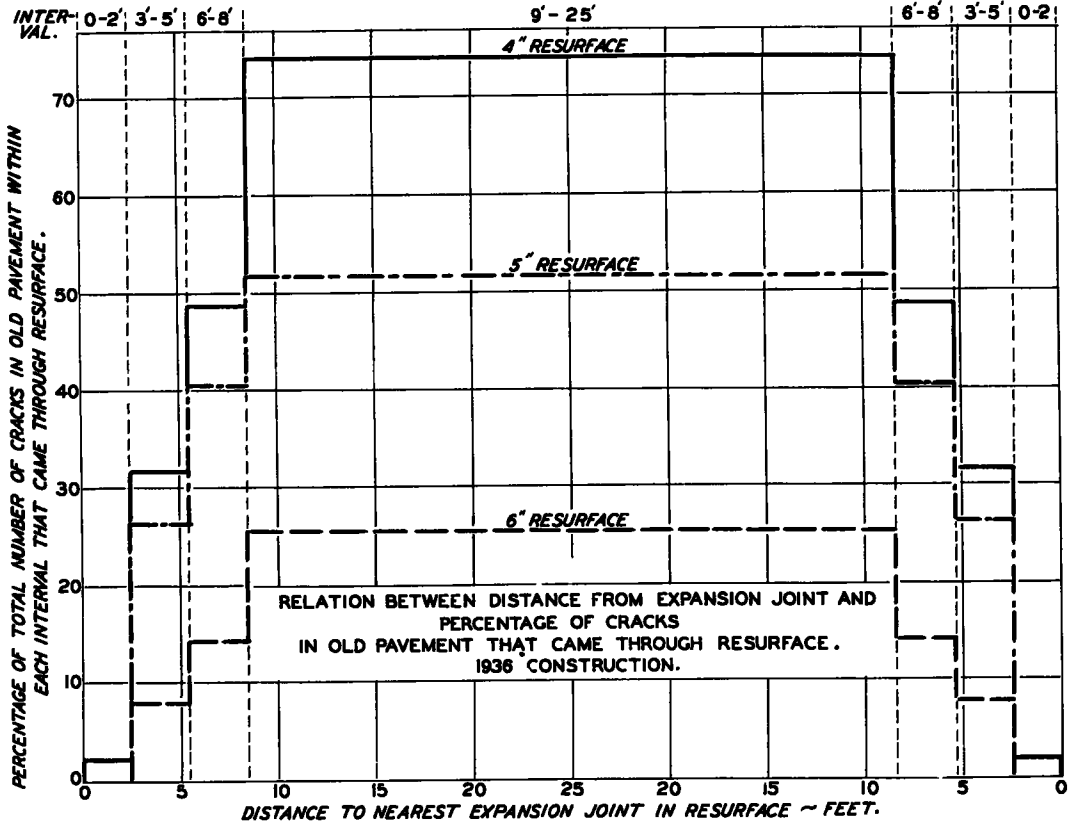 INTER-
VAL.
0-2' 3'-5' 6'-8' 9'-25' 6'-8' 3'-5' 0-2
4" RESURFACE
5" RESURFACE
6" RESURFACE
RELATION BETWEEN DISTANCE FROM EXPANSION JOINT AND
PERCENTAGE OF CRACKS
IN OLD PAVEMENT THAT CAME THROUGH RESURFACE.
1936 CONSTRUCTION.
PERCENTAGE OF TOTAL NUMBER OF CRACKS IN OLD PAVEMENT WITHIN
EACH INTERVAL THAT CAME THROUGH RESURFACE.
70
60
50
40
30
20
10
0
0 5 10 15 20 25 20 15 10 5 0
DISTANCE TO NEAREST EXPANSION JOINT IN RESURFACE ~ FEET.